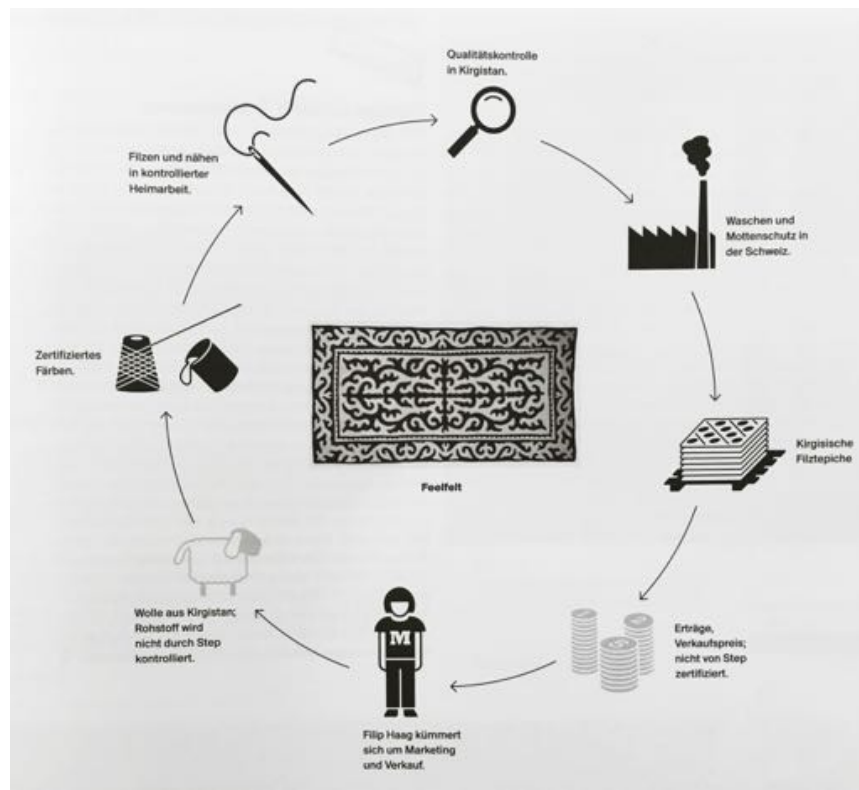 Qualitätskontrolle
in Kirgistan.
Filzen und nähen
in kontrollierter
Heimarbeit.
Waschen und
Mottenschutz in
der Schweiz.
Zertifiziertes
Färben.
Kirgisische
Filztepiche
Feelfelt
Wolle aus Kirgistan;
Rohstoff wird
nicht durch Step
kontrolliert.
M
Erträge,
Verkaufspreis;
nicht von Step
zertifiziert.
Filip Haag kümmert
sich um Marketing
und Verkauf.